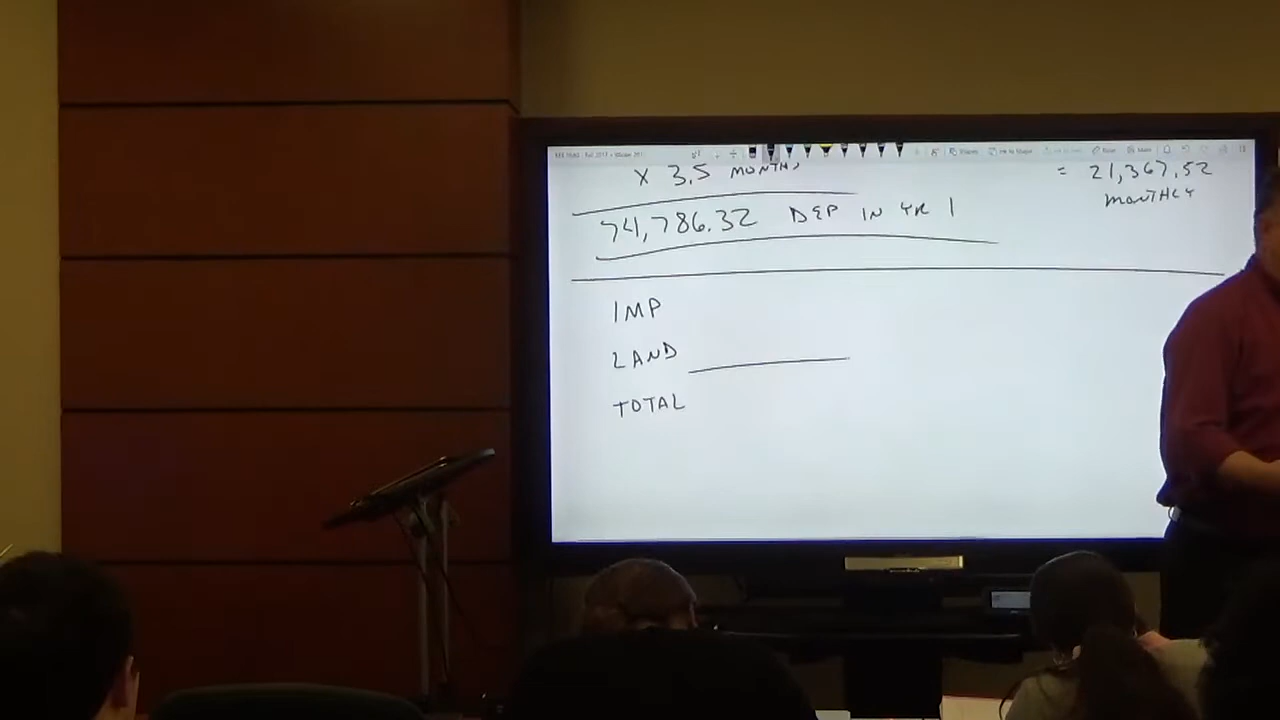 X 3.5 MONTHS
= 21,367.52
MONTHLY
74,786.32 DEP IN YR 1
IMP
LAND
TOTAL